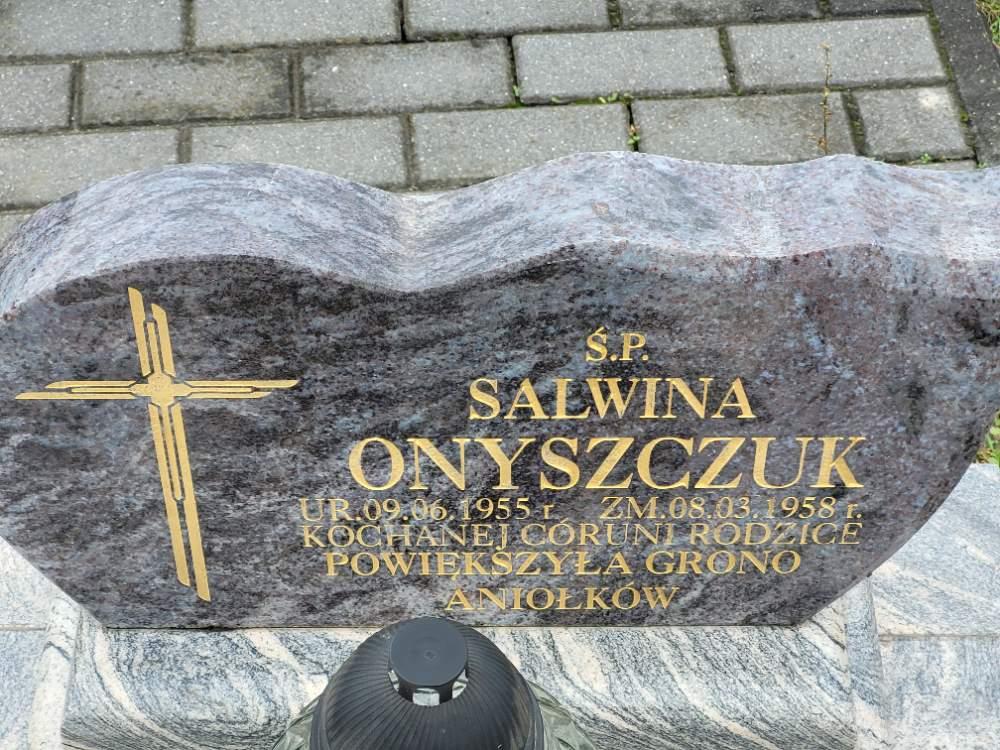 Ś.P.
SALWINA
ONYSZCZUK
UR.09.06.1955 r. ZM.08.03.1958 r.
KOCHANEJ CÓRUNI RODZICE
POWIĘKSZYŁA GRONO
ANIOŁKÓW